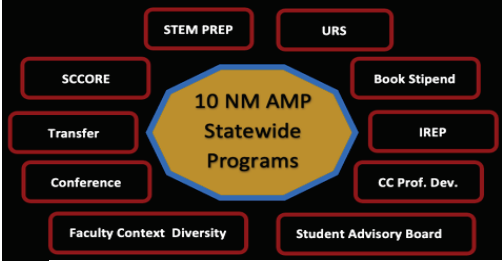 STEM PREP
URS
SCCORE
Book Stipend
10 NM AMP
Statewide
Programs
Transfer
IREP
Conference
CC Prof. Dev.
Faculty Context Diversity
Student Advisory Board